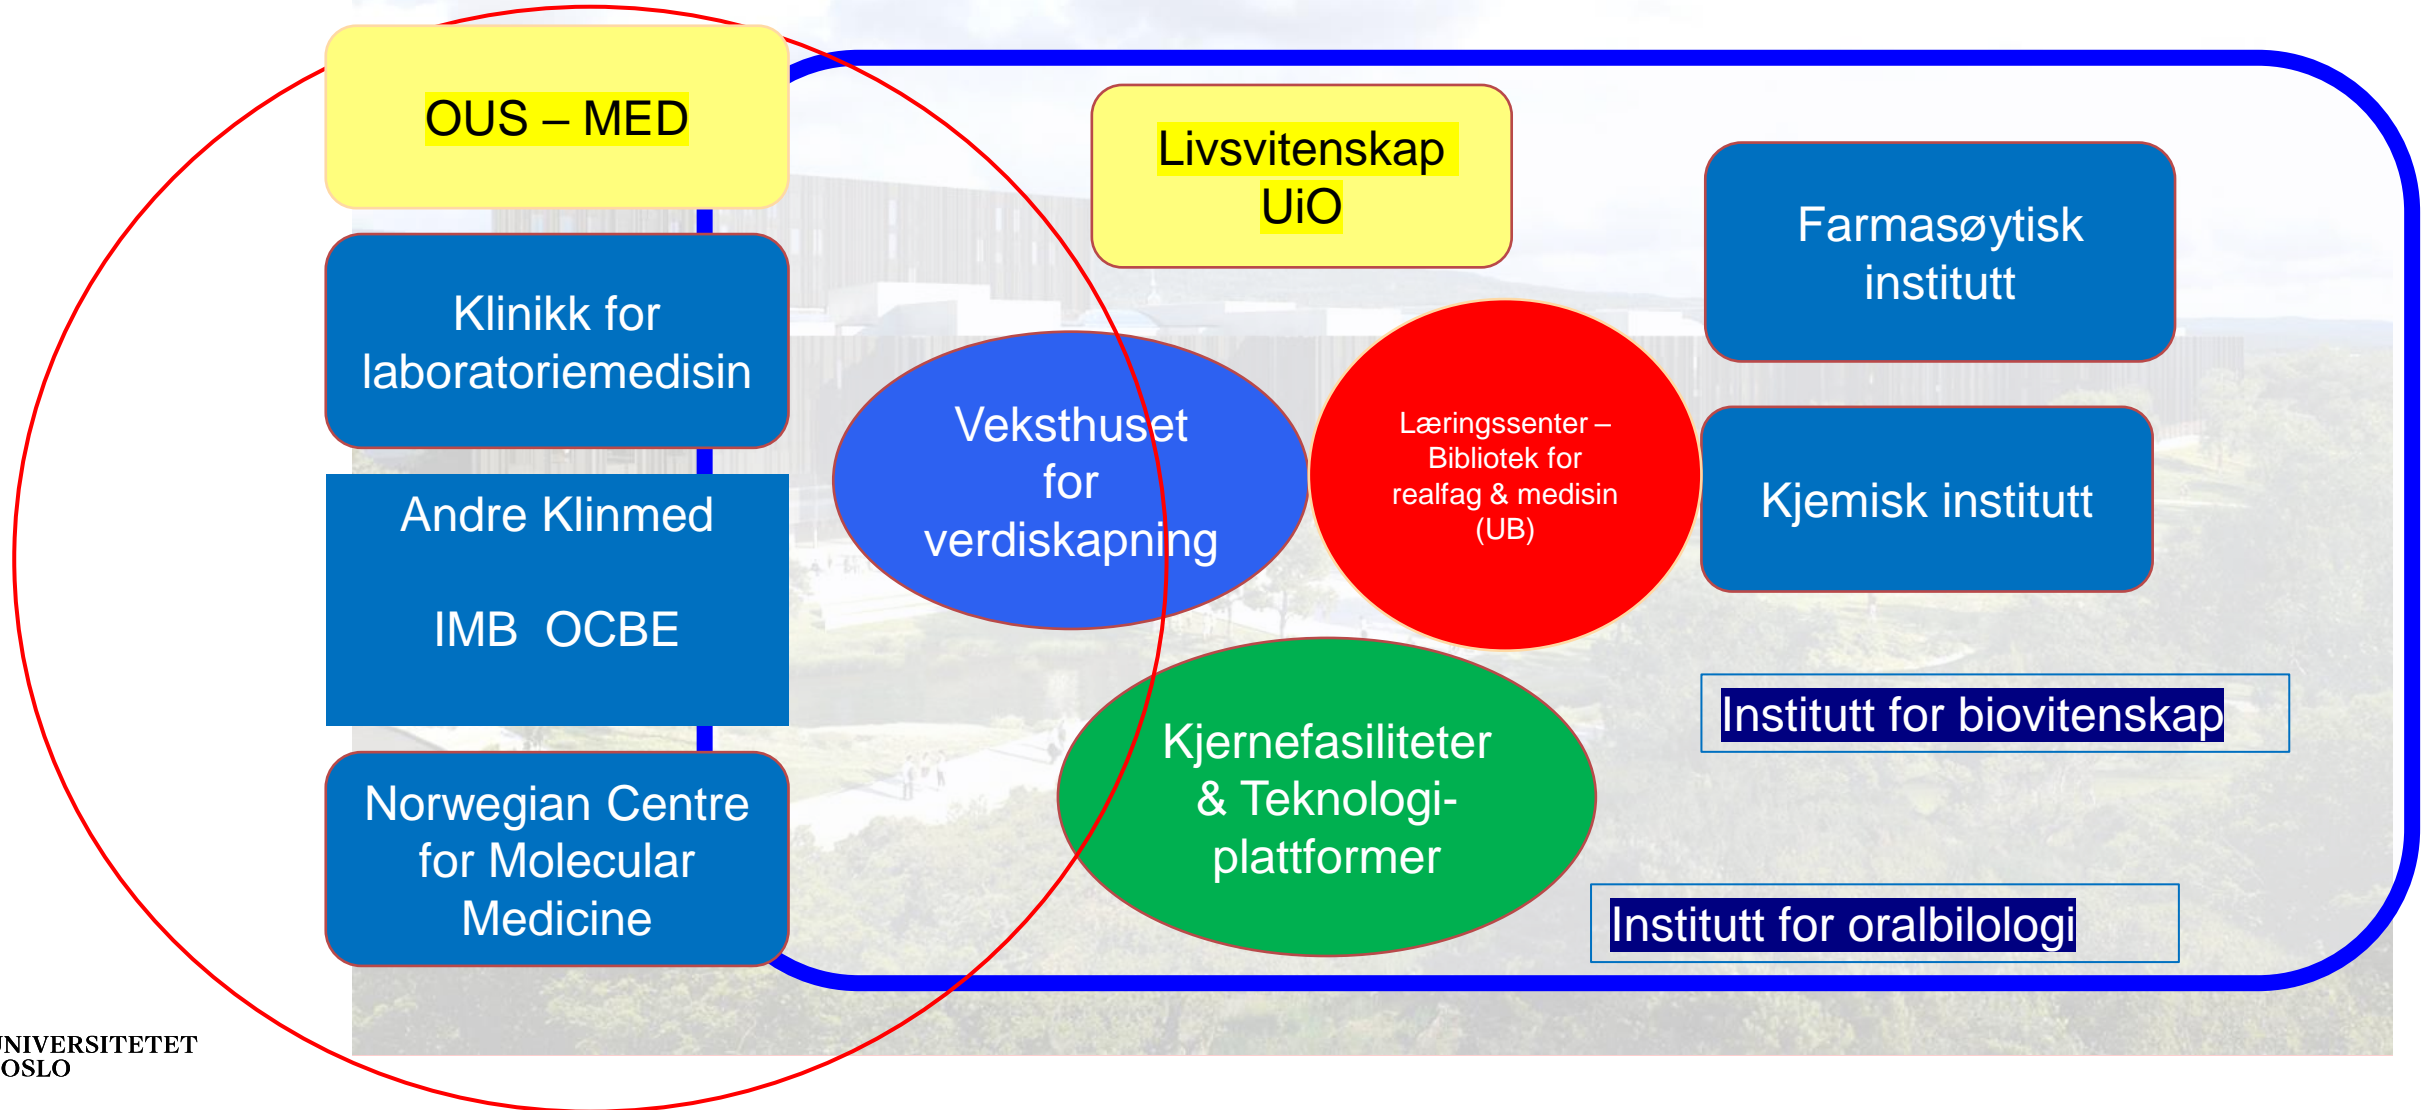 OUS – MED
Klinikk for
laboratoriemedisin
Andre Klinmed
IMB  OCBE
Norwegian Centre
for Molecular
Medicine
Livsvitenskap
UiO
Veksthuset
for
verdiskapning
Læringssenter –
Bibliotek for
realfag & medisin
(UB)
Kjernefasiliteter
& Teknologi-
plattformer
Farmasøytisk
institutt
Kjemisk institutt
Institutt for biovitenskap
Institutt for oralbilologi
UNIVERSITETET
OSLO